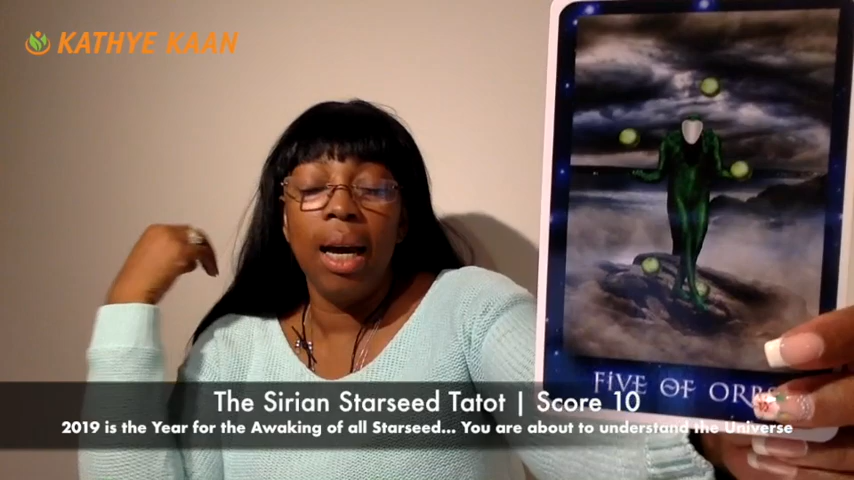 KATHYE KAAN
FIVE OF ORBS
The Sirian Starseed Tatot | Score 10
2019 is the Year for the Awaking of all Starseed... You are about to understand the Universe